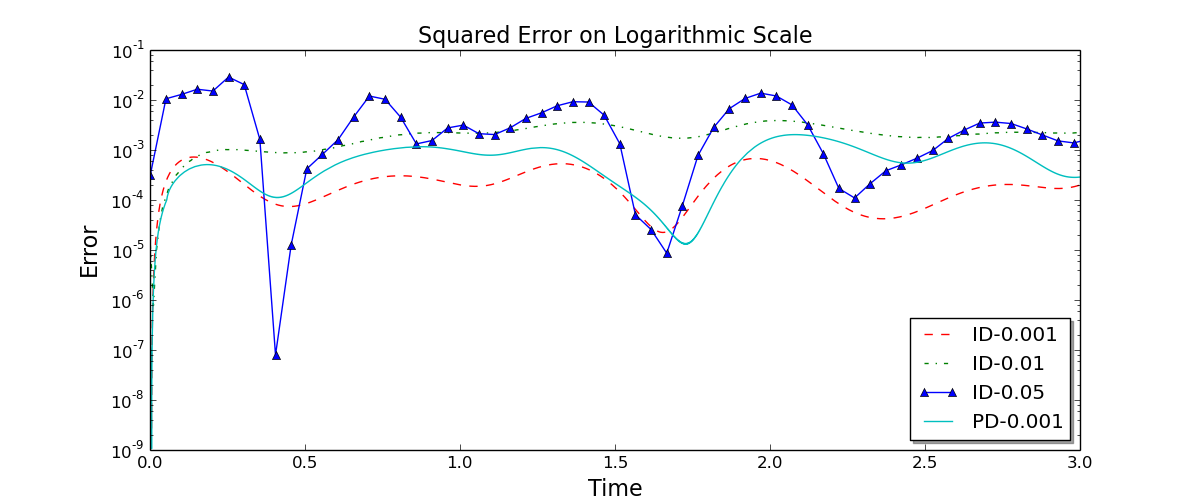 Squared Error on Logarithmic Scale
10^-1
10^-2
10^-3
10^-4
10^-5
10^-6
10^-7
10^-8
10^-9
Error
0.0 0.5 1.0 1.5 2.0 2.5 3.0
Time
ID-0.001
ID-0.01
ID-0.05
PD-0.001